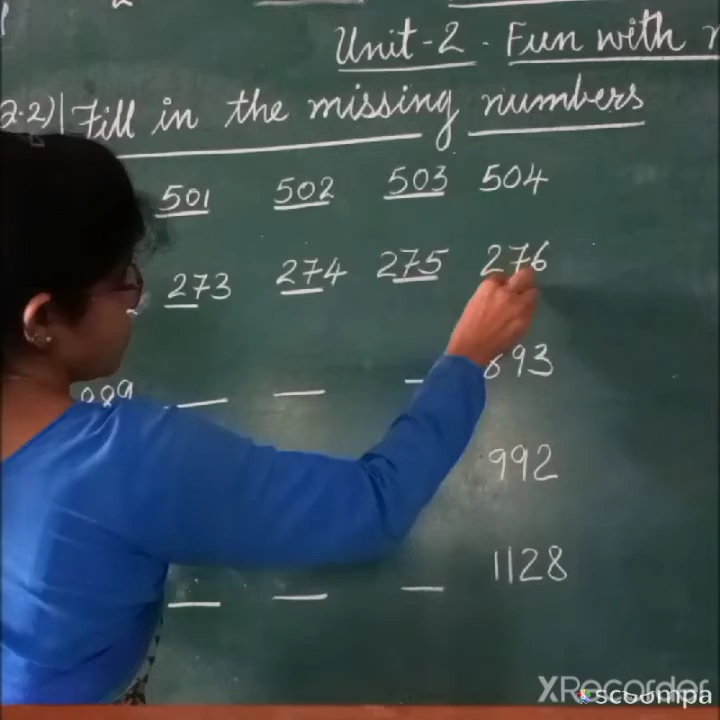 Unit-2. Fun with
2.2) Fill in the missing numbers
501 502 503 504
273 274 275 276
889 _ _ _ 893
992
_ _ _ 1128
XRecorder
scoompa